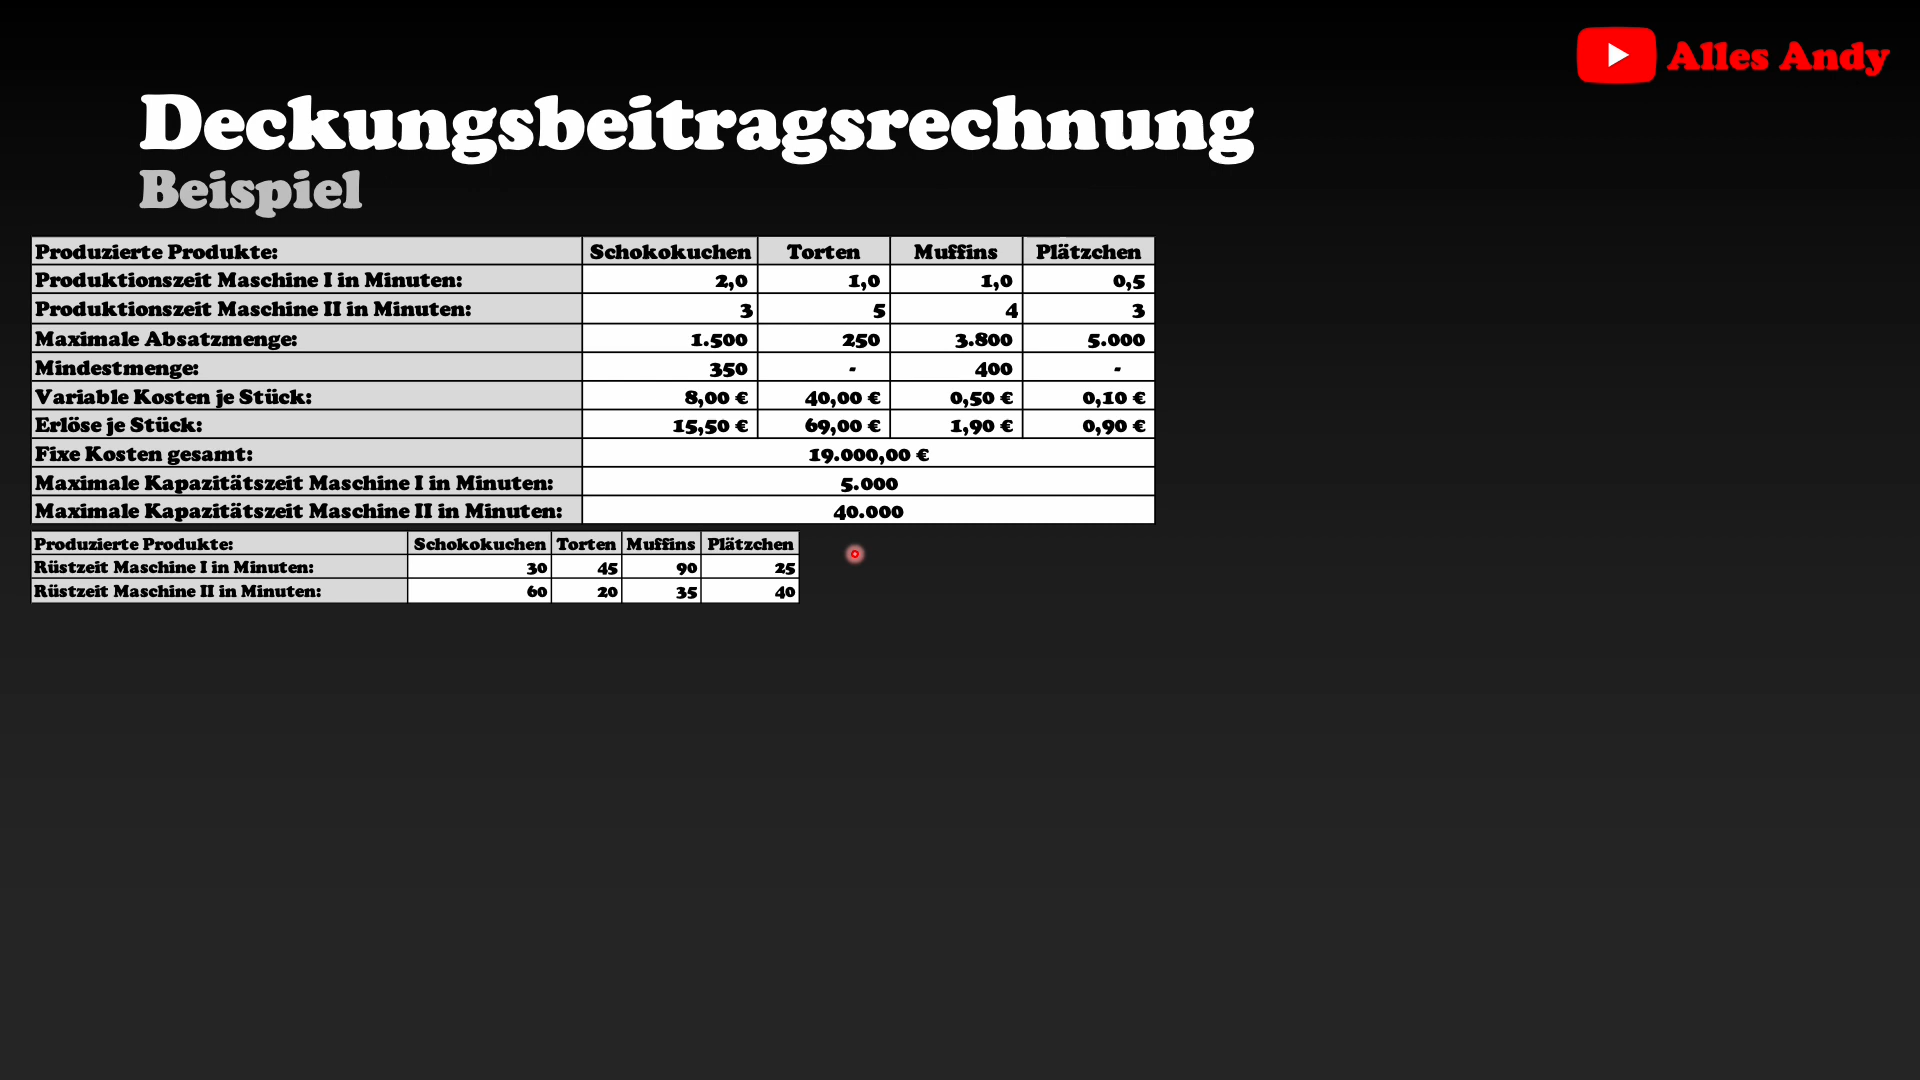 Alles Andy
Deckungsbeitragsrechnung
Beispiel
Produzierte Produkte: Schokokuchen Torten Muffins Plätzchen
Produktionszeit Maschine I in Minuten: 2,0 1,0 1,0 0,5
Produktionszeit Maschine II in Minuten: 3 5 4 3
Maximale Absatzmenge: 1.500 250 3.800 5.000
Mindestmenge: 350 - 400 -
Variable Kosten je Stück: 8,00 € 40,00 € 0,50 € 0,10 €
Erlöse je Stück: 15,50 € 69,00 € 1,90 € 0,90 €
Fixe Kosten gesamt: 19.000,00 €
Maximale Kapazitätszeit Maschine I in Minuten: 5.000
Maximale Kapazitätszeit Maschine II in Minuten: 40.000
Produzierte Produkte: Schokokuchen Torten Muffins Plätzchen
Rüstzeit Maschine I in Minuten: 30 45 90 25
Rüstzeit Maschine II in Minuten: 60 20 35 40